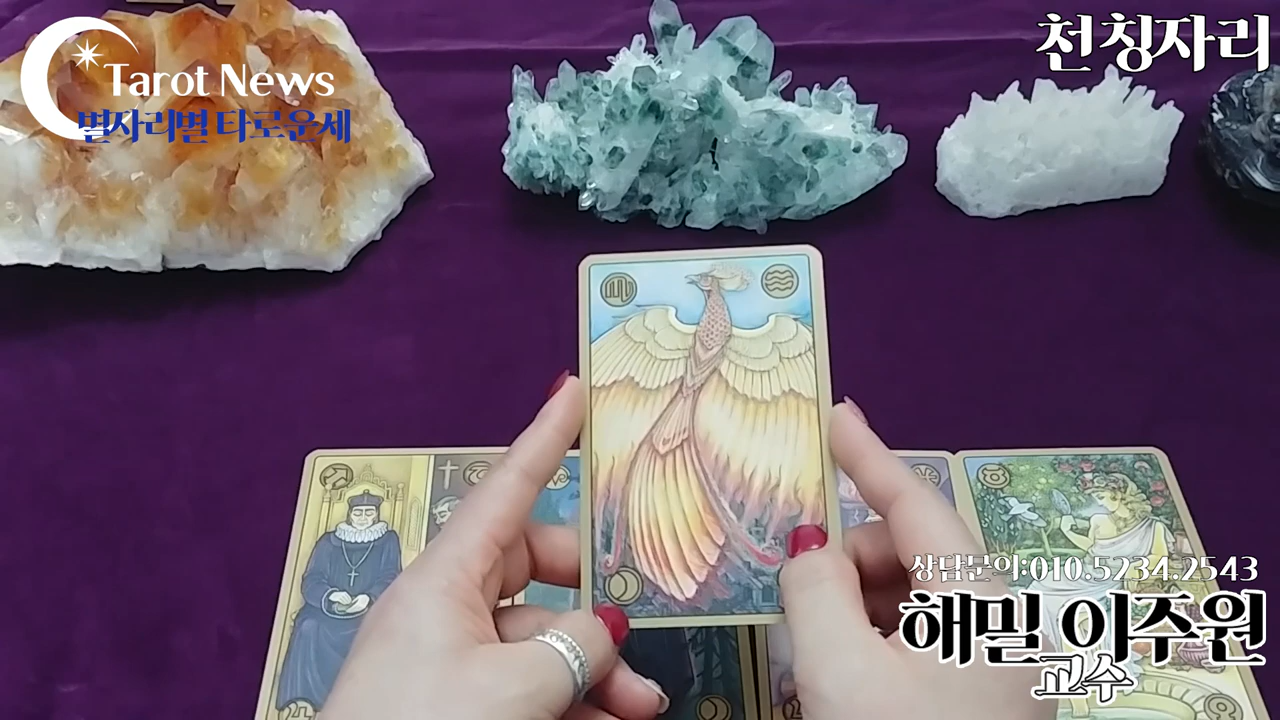 Tarot News
별자리별 타로운세
천칭자리
상담문의:010.5234.2543
해밀 이주원
교수